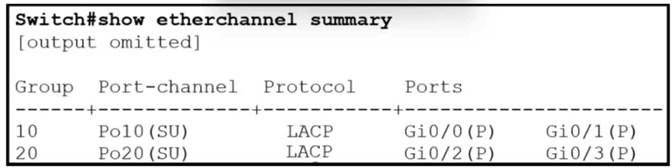 Switch#show etherchannel summary
[output omitted]
Group Port-channel Protocol Ports
------+-------------+-----------+-----------------------
10 Po10(SU) LACP Gi0/0(P) Gi0/1(P)
20 Po20(SU) LACP Gi0/2(P) Gi0/3(P)